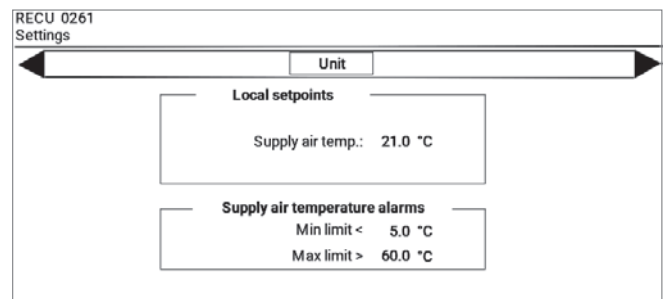 RECU 0261
Settings
Unit
Local setpoints
Supply air temp.: 21.0 °C
Supply air temperature alarms
Min limit < 5.0 °C
Max limit > 60.0 °C